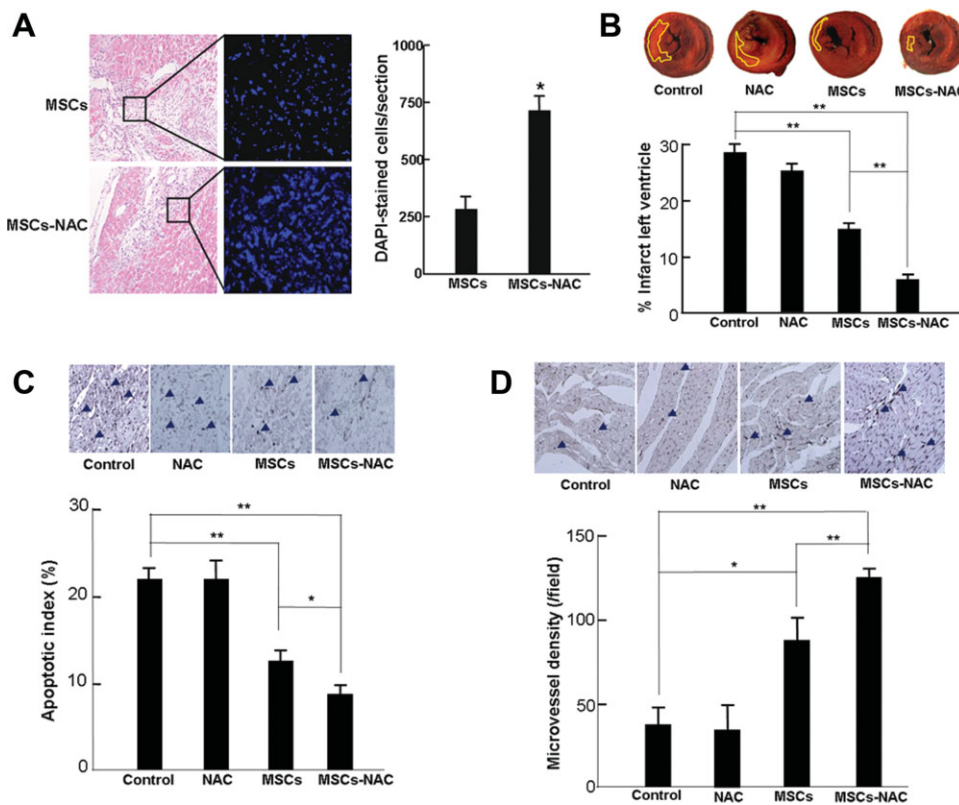 A
MSCs
MSCs-NAC
DAPI-stained cells/section
1000
750
500
250
0
*
MSCs
MSCs-NAC
B
Control
NAC
MSCs
MSCs-NAC
% Infarct left ventricle
30
20
10
0
**
**
**
Control
NAC
MSCs
MSCs-NAC
C
Control
NAC
MSCs
MSCs-NAC
Apoptotic index (%)
30
20
10
0
**
**
*
Control
NAC
MSCs
MSCs-NAC
D
Control
NAC
MSCs
MSCs-NAC
Microvessel density (/field)
150
100
50
0
**
**
*
Control
NAC
MSCs
MSCs-NAC